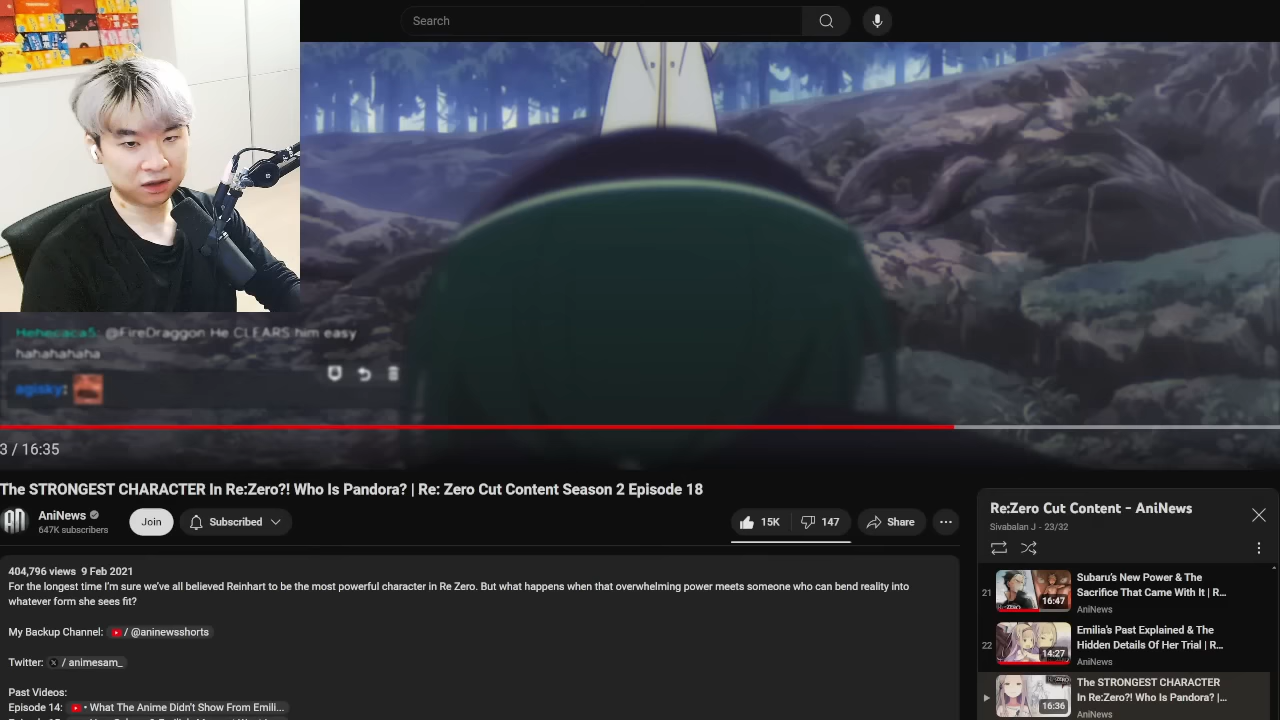 Search
Hehecaca5: @FireDraggon He CLEARS him easy
hahahahaha
agisky:
3 / 16:35
The STRONGEST CHARACTER In Re:Zero?! Who Is Pandora? | Re: Zero Cut Content Season 2 Episode 18
AniNews
647K subscribers
Join
Subscribed
15K
147
Share
404,796 views 9 Feb 2021
For the longest time I'm sure we've all believed Reinhart to be the most powerful character in Re Zero. But what happens when that overwhelming power meets someone who can bend reality into
whatever form she sees fit?
My Backup Channel: / @aninewsshorts
Twitter: / animesam_
Past Videos:
Episode 14: • What The Anime Didn't Show From Emili...
Re:Zero Cut Content - AniNews
Sivabalan J - 23/32
21
16:47
Subaru's New Power & The
Sacrifice That Came With It | R...
AniNews
22
14:27
Emilia's Past Explained & The
Hidden Details Of Her Trial | R...
AniNews
16:36
The STRONGEST CHARACTER
In Re:Zero?! Who Is Pandora? |...
AniNews